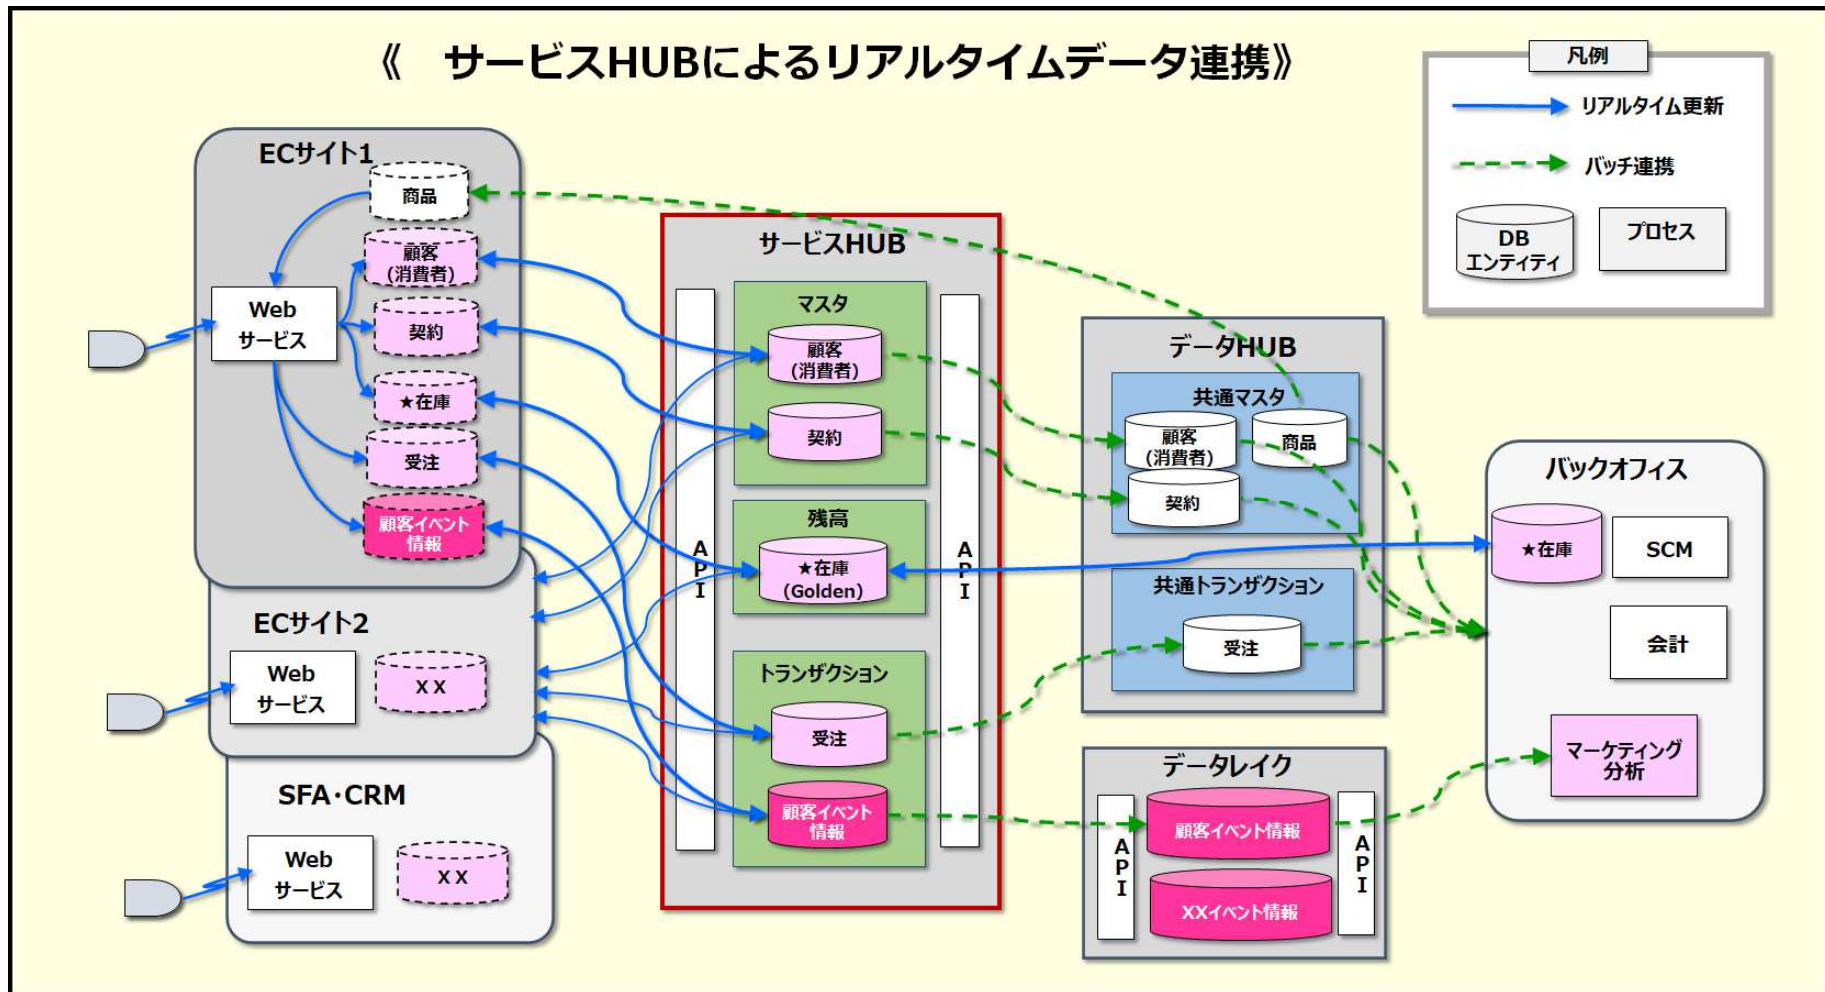 《　サービスHUBによるリアルタイムデータ連携》
凡例
リアルタイム更新
バッチ連携
DB
エンティティ
プロセス
ECサイト1
商品
顧客
(消費者)
契約
★在庫
受注
顧客イベント
情報
Web
サービス
ECサイト2
Web
サービス
XX
SFA・CRM
Web
サービス
XX
サービスHUB
API
API
マスタ
顧客
(消費者)
契約
残高
★在庫
(Golden)
トランザクション
受注
顧客イベント
情報
データHUB
共通マスタ
顧客
(消費者)
商品
契約
共通トランザクション
受注
データレイク
API
顧客イベント情報
XXイベント情報
API
バックオフィス
★在庫
SCM
会計
マーケティング
分析